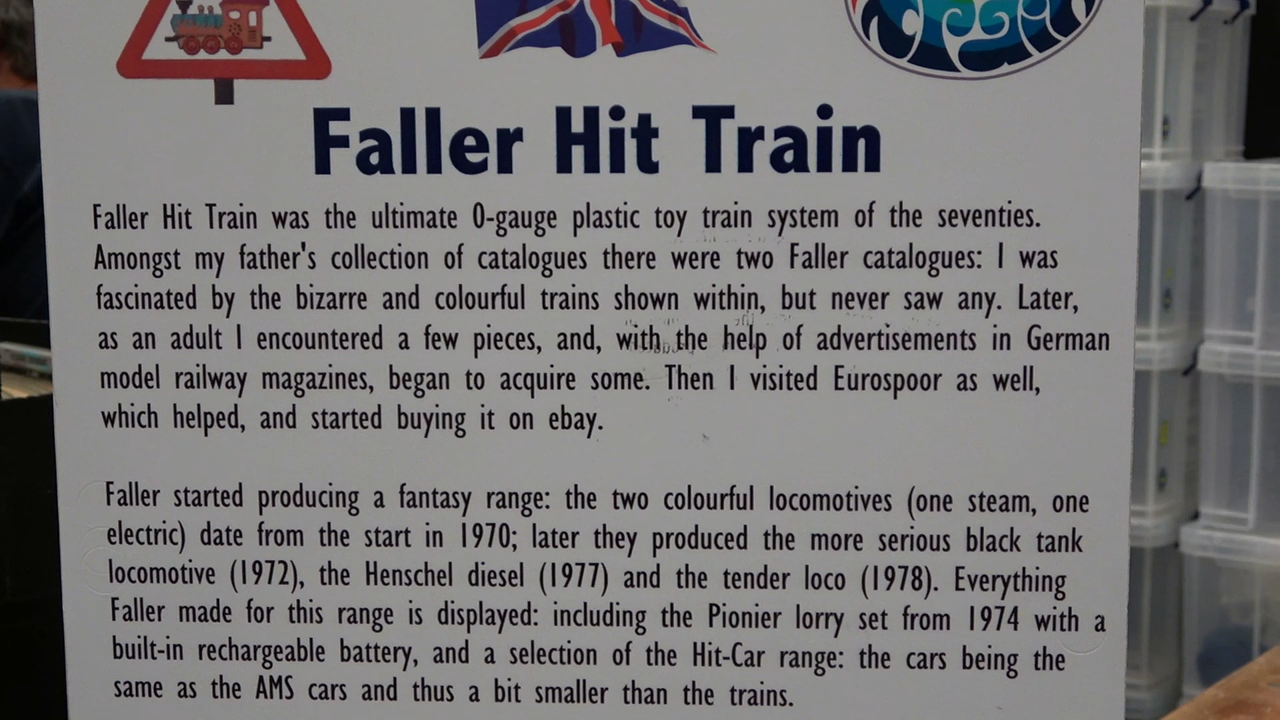 Faller Hit Train
Faller Hit Train was the ultimate 0-gauge plastic toy train system of the seventies.
Amongst my father's collection of catalogues there were two Faller catalogues: I was
fascinated by the bizarre and colourful trains shown within, but never saw any. Later,
as an adult I encountered a few pieces, and, with the help of advertisements in German
model railway magazines, began to acquire some. Then I visited Eurospoor as well,
which helped, and started buying it on ebay.
Faller started producing a fantasy range: the two colourful locomotives (one steam, one
electric) date from the start in 1970; later they produced the more serious black tank
locomotive (1972), the Henschel diesel (1977) and the tender loco (1978). Everything
Faller made for this range is displayed: including the Pionier lorry set from 1974 with a
built-in rechargeable battery, and a selection of the Hit-Car range: the cars being the
same as the AMS cars and thus a bit smaller than the trains.